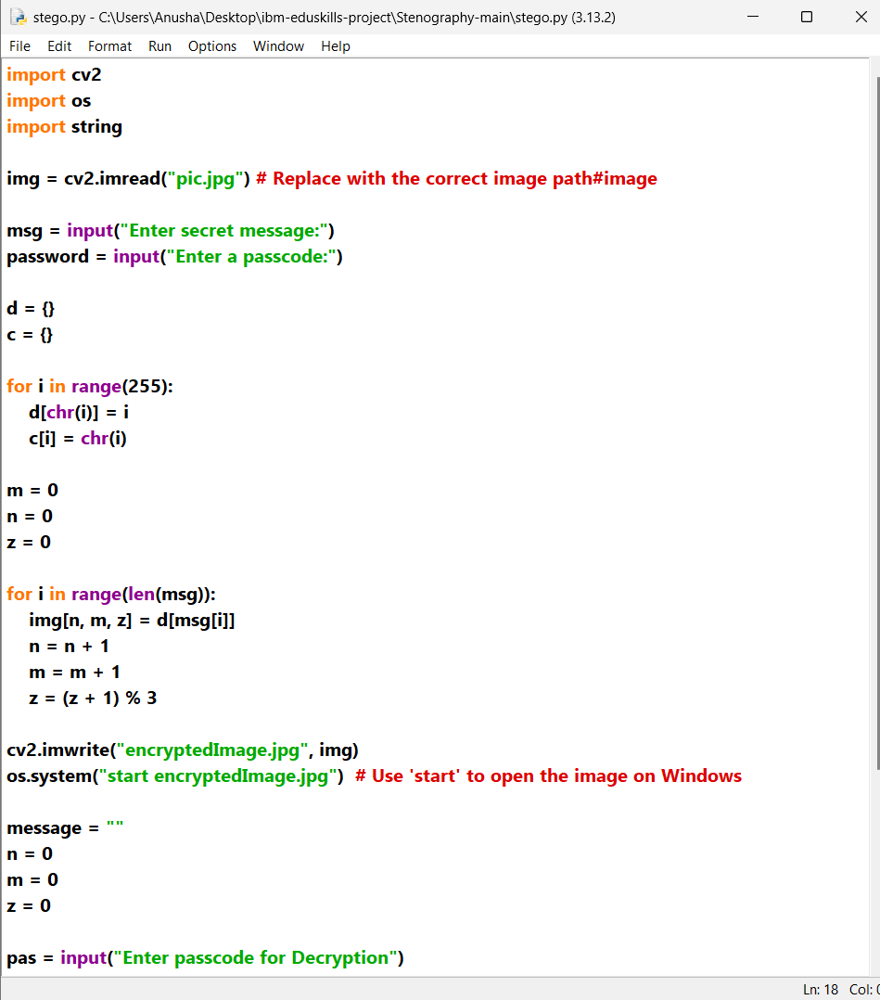 stego.py - C:\Users\Anusha\Desktop\ibm-eduskills-project\Stenography-main\stego.py (3.13.2)
File Edit Format Run Options Window Help
import cv2
import os
import string
img = cv2.imread("pic.jpg") # Replace with the correct image path#image
msg = input("Enter secret message:")
password = input("Enter a passcode:")
d = {}
c = {}
for i in range(255):
    d[chr(i)] = i
    c[i] = chr(i)
m = 0
n = 0
z = 0
for i in range(len(msg)):
    img[n, m, z] = d[msg[i]]
    n = n + 1
    m = m + 1
    z = (z + 1) % 3
cv2.imwrite("encryptedImage.jpg", img)
os.system("start encryptedImage.jpg")  # Use 'start' to open the image on Windows
message = ""
n = 0
m = 0
z = 0
pas = input("Enter passcode for Decryption")
Ln: 18 Col: